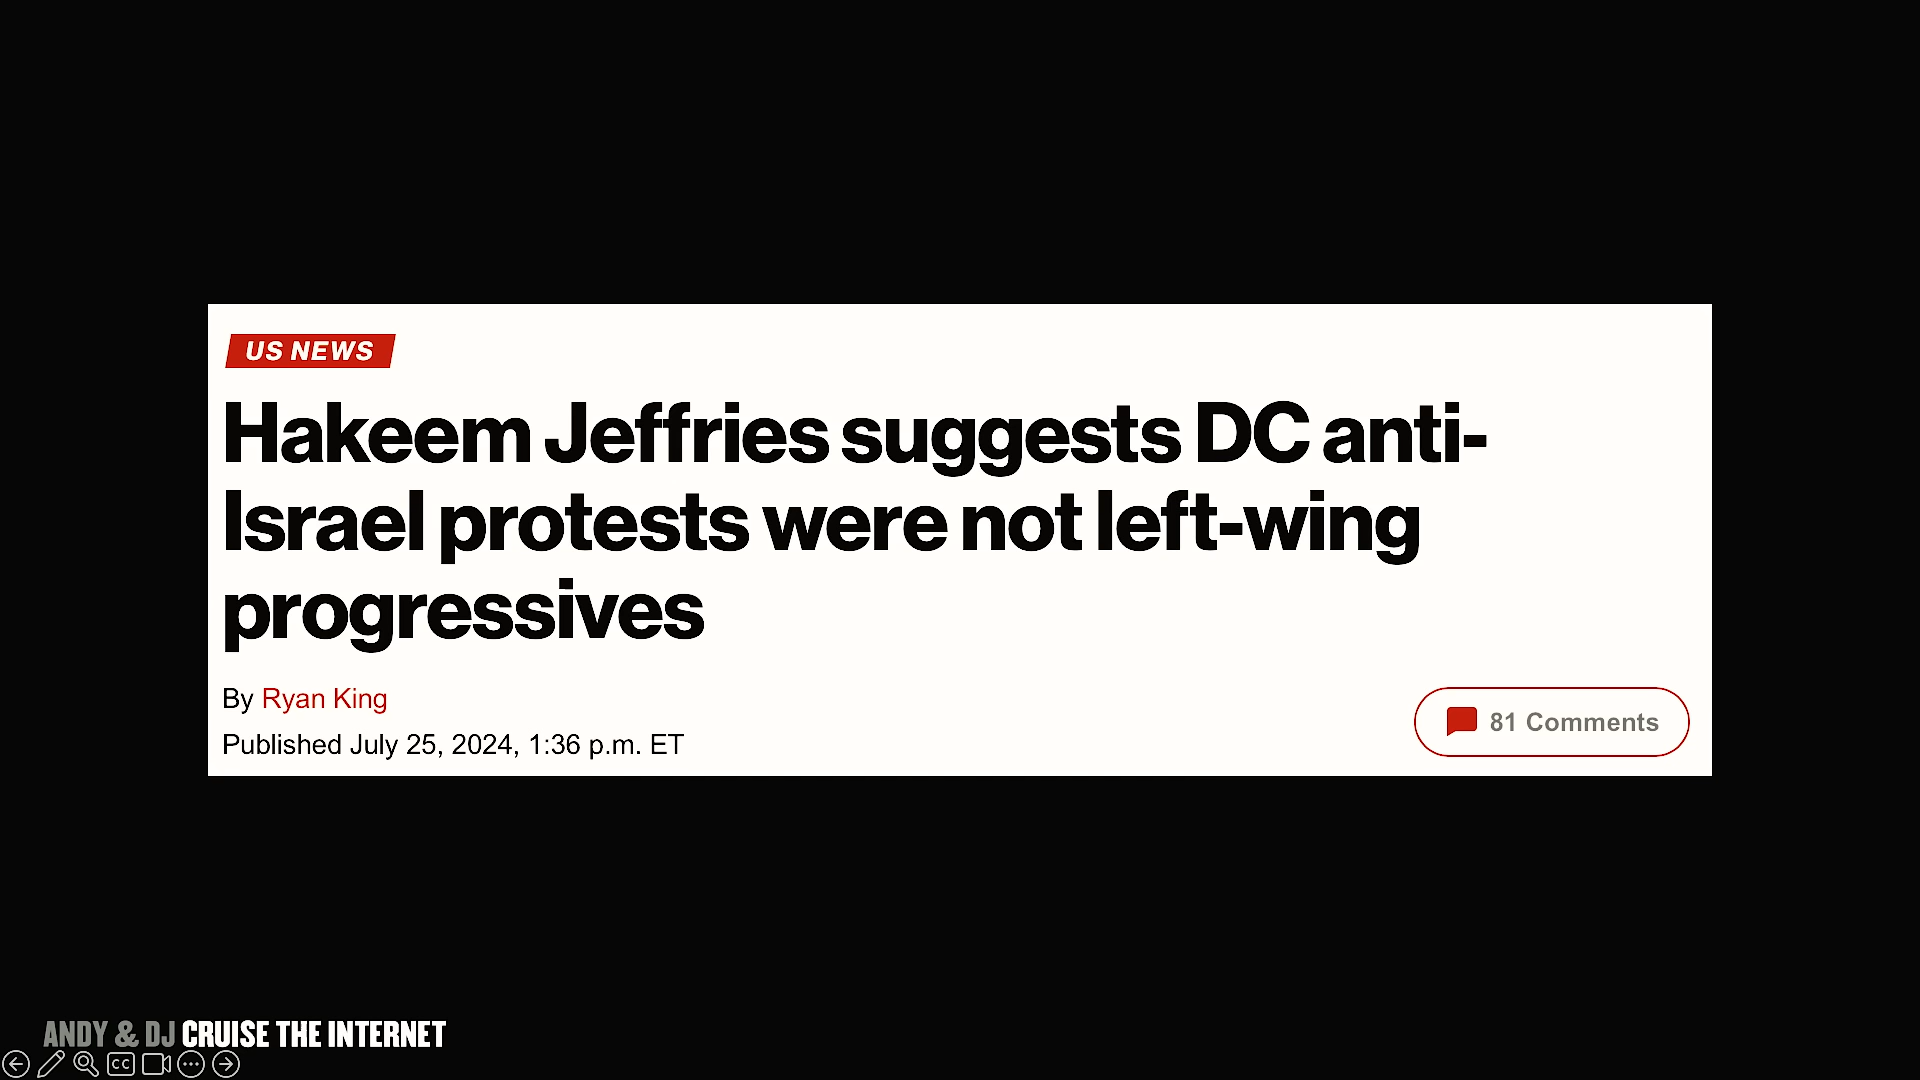 US NEWS
Hakeem Jeffries suggests DC anti-
Israel protests were not left-wing
progressives
By Ryan King
Published July 25, 2024, 1:36 p.m. ET
81 Comments
ANDY & DJ CRUISE THE INTERNET
CC